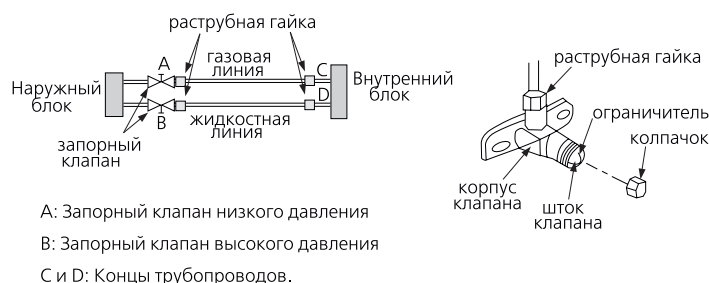 раструбная гайка
A
газовая
линия
C
Наружный
блок
Внутренний
блок
D
жидкостная
линия
B
запорный
клапан
раструбная гайка
ограничитель
колпачок
корпус
клапана
шток
клапана
A: Запорный клапан низкого давления
B: Запорный клапан высокого давления
C и D: Концы трубопроводов.